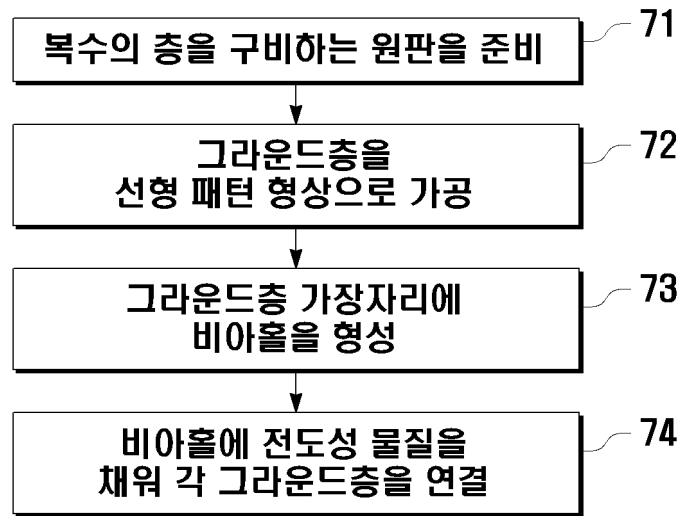 복수의 층을 구비하는 원판을 준비
71
그라운드층을
선형 패턴 형상으로 가공
72
그라운드층 가장자리에
비아홀을 형성
73
비아홀에 전도성 물질을
채워 각 그라운드층을 연결
74